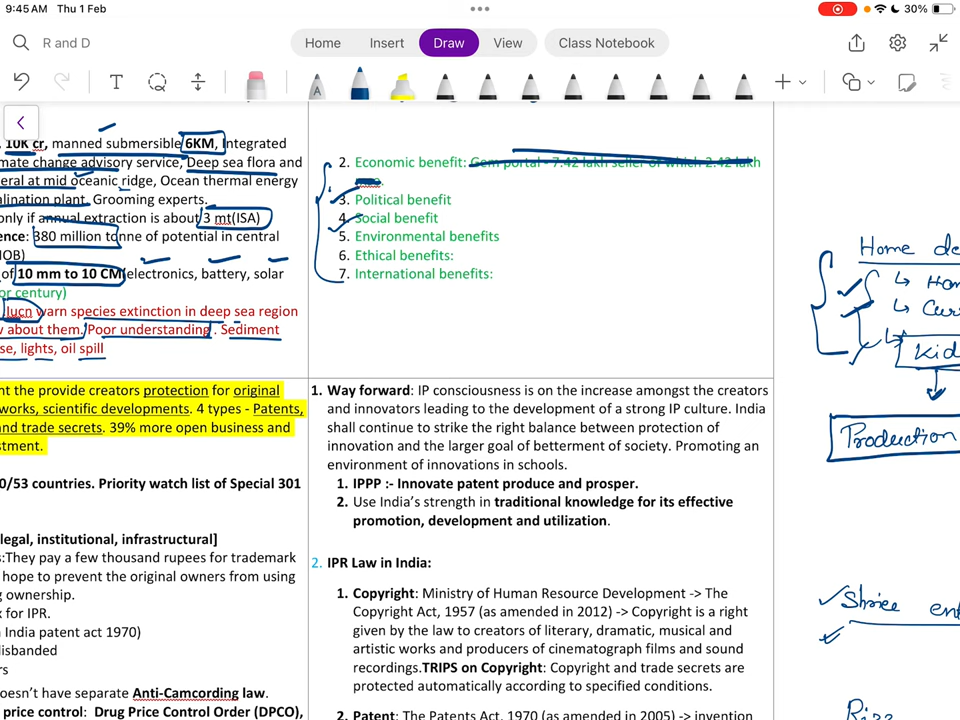 9:45 AM Thu 1 Feb
30%
R and D
Home Insert Draw View Class Notebook
10K cr, manned submersible 6KM, Integrated
mate change advisory service, Deep sea flora and
eral at mid oceanic ridge, Ocean thermal energy
alination plant. Grooming experts.
only if annual extraction is about 3 mt(ISA)
ence: 380 million tonne of potential in central
IOB)
of 10 mm to 10 CM(electronics, battery, solar
or century)
Iucn warn species extinction in deep sea region
w about them. Poor understanding. Sediment
se, lights, oil spill
2. Economic benefit: Gem portal - 7.42 lakh seller of which 2.42 lakh
3. Political benefit
4. Social benefit
5. Environmental benefits
6. Ethical benefits:
7. International benefits:
Home de
Hom
Curr
Kid
Production
nt the provide creators protection for original
works, scientific developments. 4 types - Patents,
and trade secrets. 39% more open business and
stment.
0/53 countries. Priority watch list of Special 301
legal, institutional, infrastructural]
s:They pay a few thousand rupees for trademark
hope to prevent the original owners from using
g ownership.
x for IPR.
India patent act 1970)
disbanded
rs
oesn't have separate Anti-Camcording law.
price control: Drug Price Control Order (DPCO),
1. Way forward: IP consciousness is on the increase amongst the creators
and innovators leading to the development of a strong IP culture. India
shall continue to strike the right balance between protection of
innovation and the larger goal of betterment of society. Promoting an
environment of innovations in schools.
1. IPPP :- Innovate patent produce and prosper.
2. Use India's strength in traditional knowledge for its effective
promotion, development and utilization.
2. IPR Law in India:
1. Copyright: Ministry of Human Resource Development -> The
Copyright Act, 1957 (as amended in 2012) -> Copyright is a right
given by the law to creators of literary, dramatic, musical and
artistic works and producers of cinematograph films and sound
recordings.TRIPS on Copyright: Copyright and trade secrets are
protected automatically according to specified conditions.
2. Patent: The Patents Act, 1970 (as amended in 2005) -> invention
ent